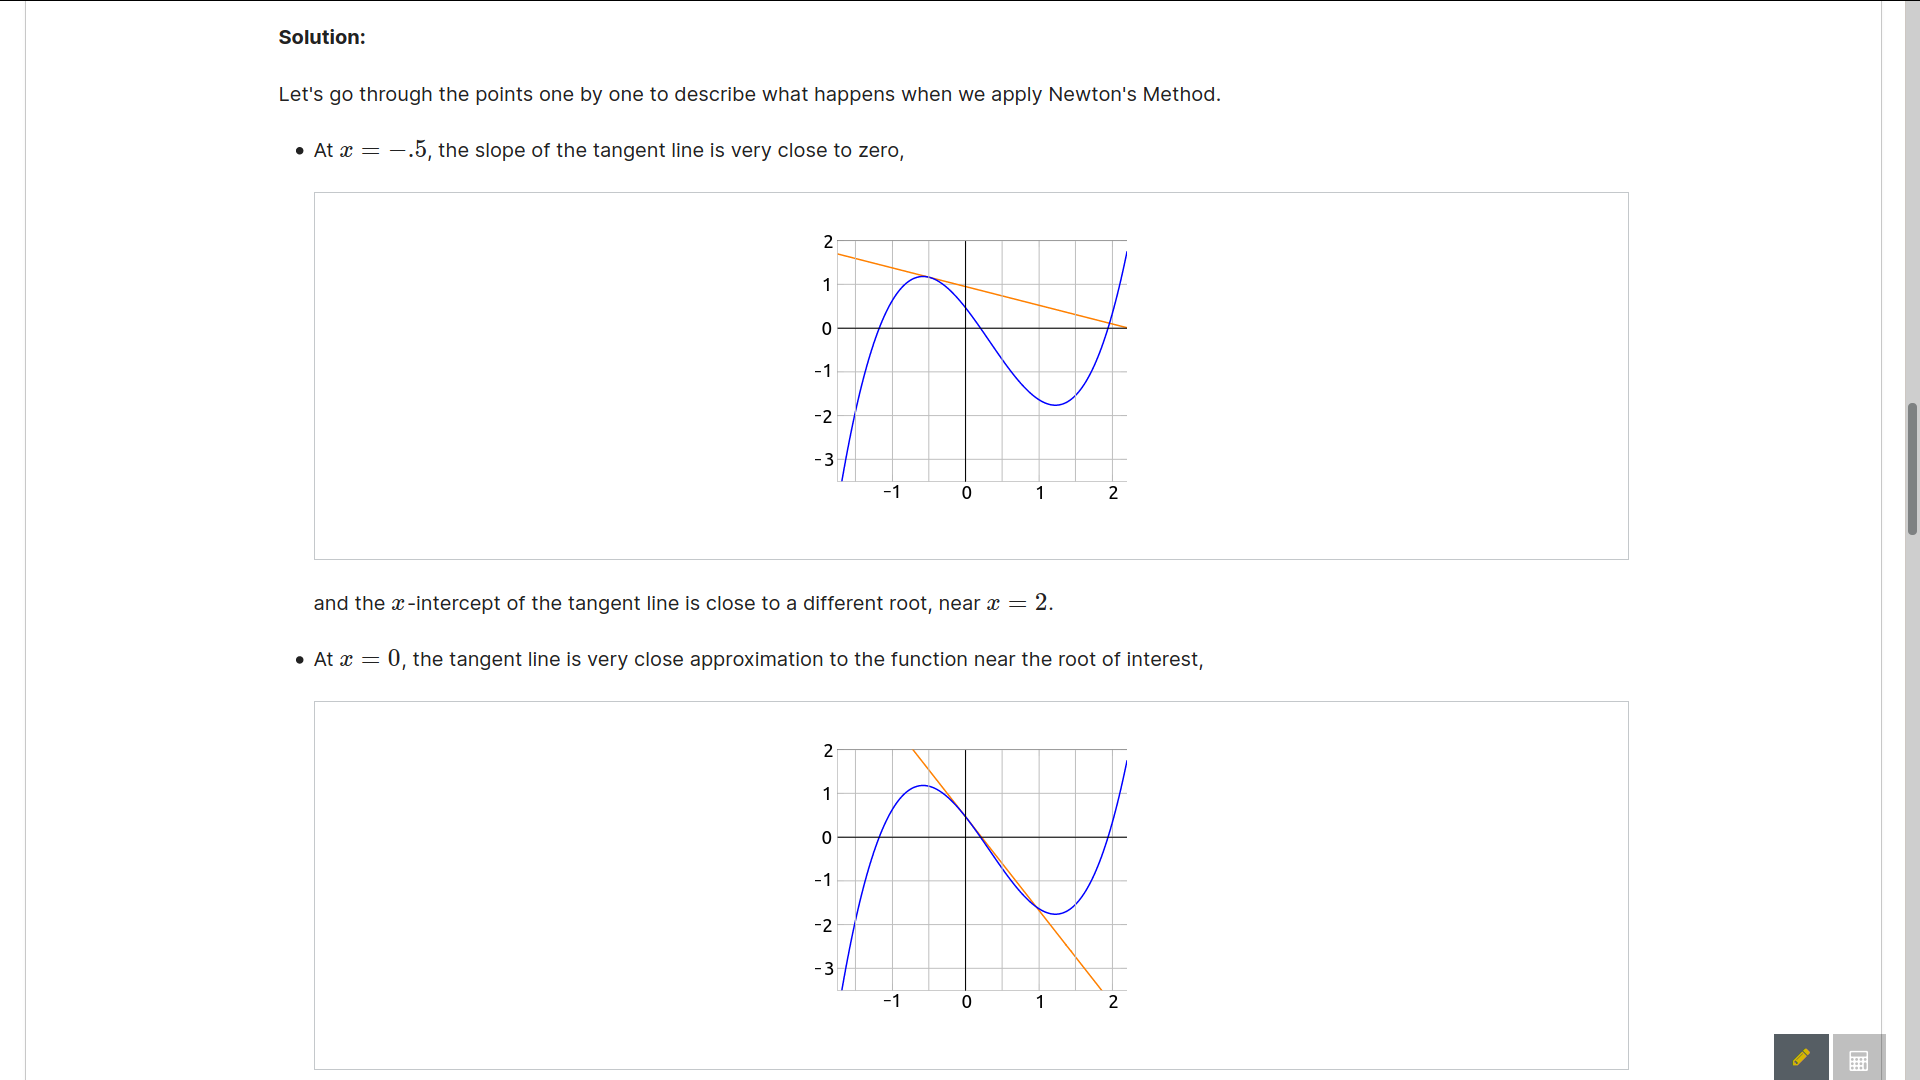 Solution:
Let's go through the points one by one to describe what happens when we apply Newton's Method.
• At x = −.5, the slope of the tangent line is very close to zero,
2
1
0
−1
−2
−3
−1 0 1 2
and the x-intercept of the tangent line is close to a different root, near x = 2.
• At x = 0, the tangent line is very close approximation to the function near the root of interest,
2
1
0
−1
−2
−3
−1 0 1 2